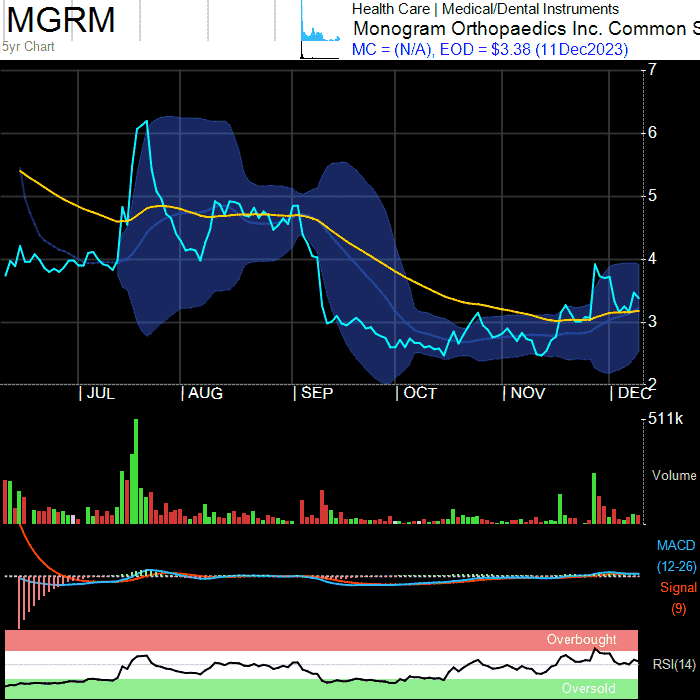 MGRM
5yr Chart
Health Care | Medical/Dental Instruments
Monogram Orthopaedics Inc. Common S
MC = (N/A), EOD = $3.38 (11Dec2023)
7
6
5
4
3
2
JUL AUG SEP OCT NOV DEC
511k
Volume
MACD
(12-26)
Signal
(9)
Overbought
RSI(14)
Oversold